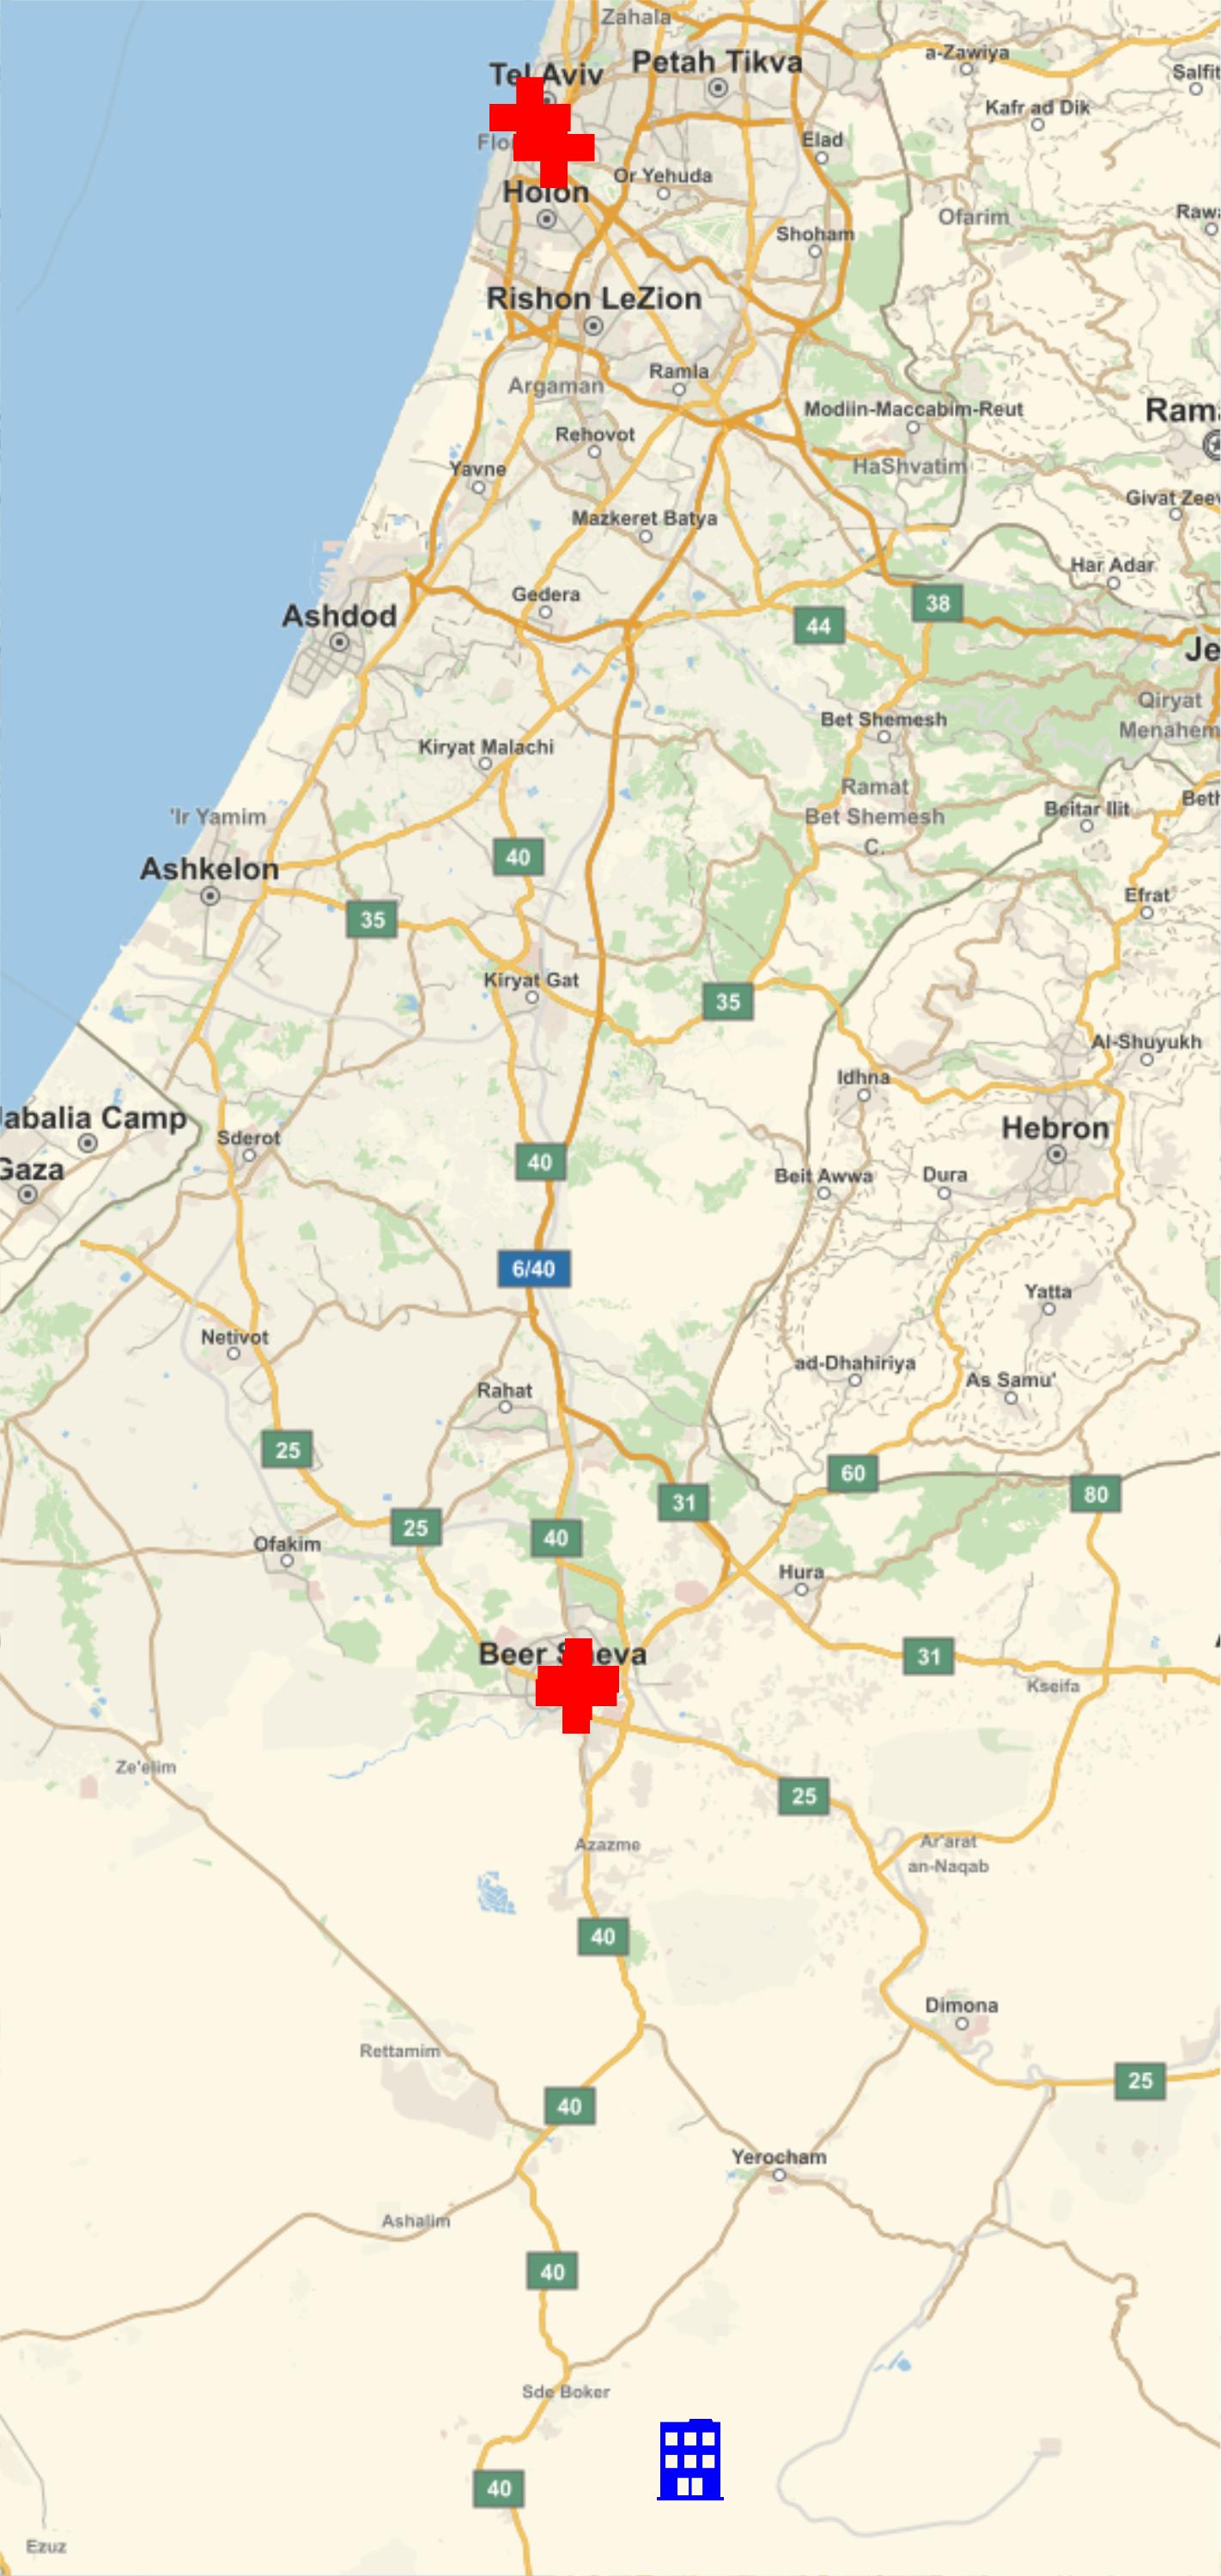 Zahala
Tel Aviv
Petah Tikva
a-Zawiya
Salfit
Kafr ad Dik
Elad
Or Yehuda
Holon
Ofarim
Shoham
Rishon LeZion
Ramla
Argaman
Modiin-Maccabim-Reut
Rehovot
HaShvatim
Yavne
Givat Zeev
Mazkeret Batya
Har Adar
Gedera
38
Ashdod
44
Je
Qiryat
Menahem
Bet Shemesh
Kiryat Malachi
Ramat
Bet Shemesh
C.
Beitar Ilit
'Ir Yamim
40
Ashkelon
Efrat
35
Kiryat Gat
35
Al-Shuyukh
Idhna
Jabalia Camp
Hebron
Sderot
40
Gaza
Beit Awwa
Dura
6/40
Yatta
Netivot
ad-Dhahiriya
As Samu'
Rahat
25
60
80
31
25
40
Ofakim
Hura
Beer Sheva
31
Kseifa
Ze'elim
25
Azazme
Ar'arat
an-Naqab
40
Dimona
Rettamim
25
40
Yerocham
Ashalim
40
Sde Boker
40
Ezuz